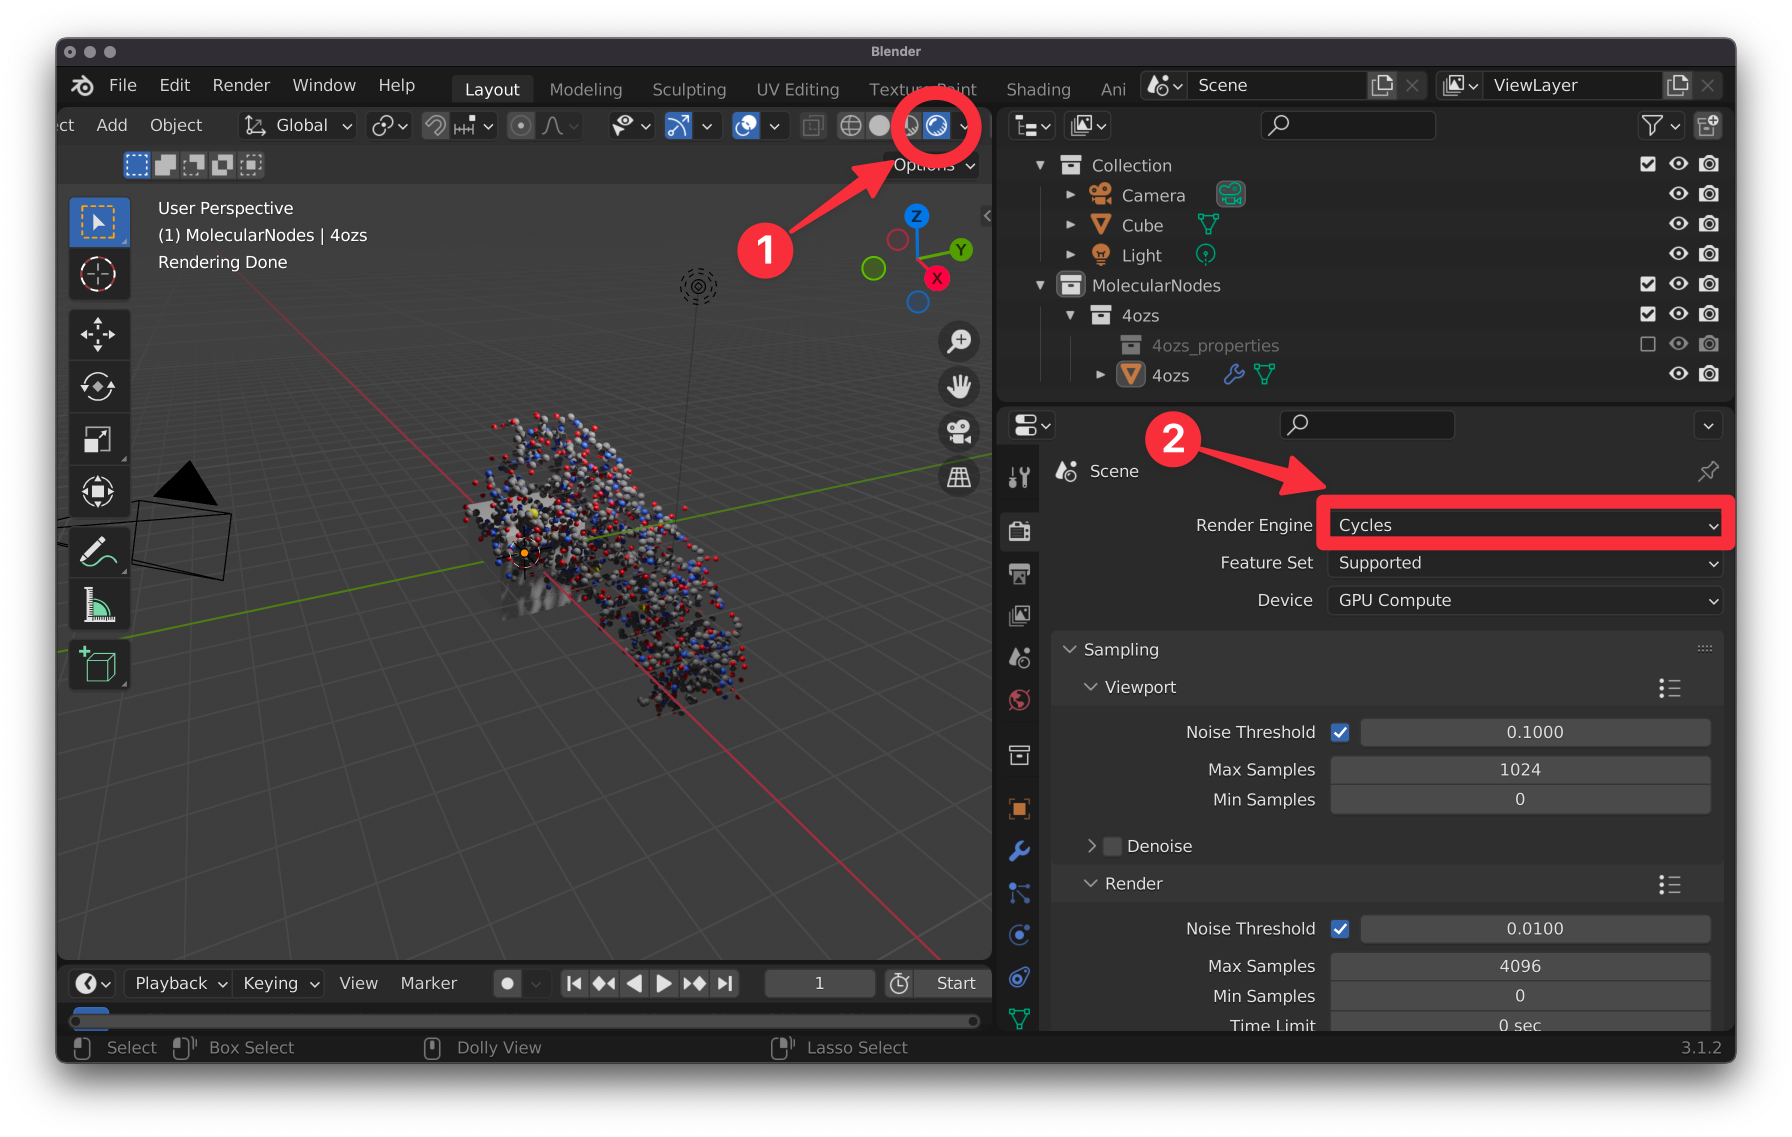 Blender
File Edit Render Window Help Layout Modeling Sculpting UV Editing Texture Paint Shading Ani Scene ViewLayer
ect Add Object Global
Options
User Perspective
(1) MolecularNodes | 4ozs
Rendering Done
Z
Y
X
1
Collection
Camera
Cube
Light
MolecularNodes
4ozs
4ozs_properties
4ozs
2
Scene
Render Engine Cycles
Feature Set Supported
Device GPU Compute
Sampling
Viewport
Noise Threshold 0.1000
Max Samples 1024
Min Samples 0
Denoise
Render
Noise Threshold 0.0100
Max Samples 4096
Min Samples 0
Time Limit 0 sec
Playback Keying View Marker 1 Start
Select Box Select Dolly View Lasso Select 3.1.2